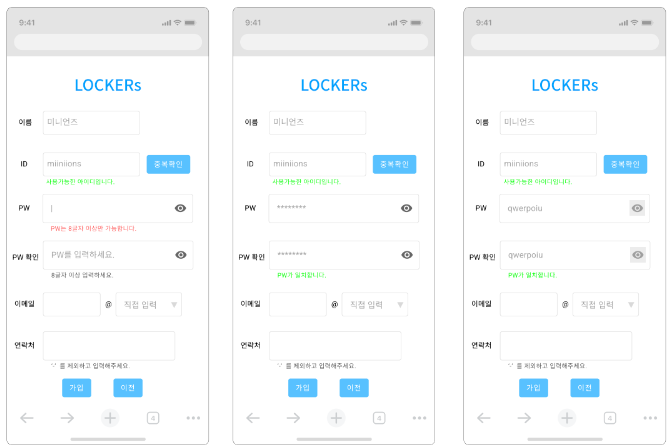 9:41
LOCKERs
이름 미니언즈
ID miiniions 중복확인
사용가능한 아이디입니다.
PW
PW는 8글자 이상만 가능합니다.
PW 확인 PW를 입력하세요.
8글자 이상 입력하세요.
이메일 @ 직접 입력
연락처
'-' 를 제외하고 입력해주세요.
가입 이전
4
9:41
LOCKERs
이름 미니언즈
ID miiniions 중복확인
사용가능한 아이디입니다.
PW ********
PW 확인 ********
PW가 일치합니다.
이메일 @ 직접 입력
연락처
'-' 를 제외하고 입력해주세요.
가입 이전
4
9:41
LOCKERs
이름 미니언즈
ID miiniions 중복확인
사용가능한 아이디입니다.
PW qwerpoiu
PW 확인 qwerpoiu
PW가 일치합니다.
이메일 @ 직접 입력
연락처
'-' 를 제외하고 입력해주세요.
가입 이전
4